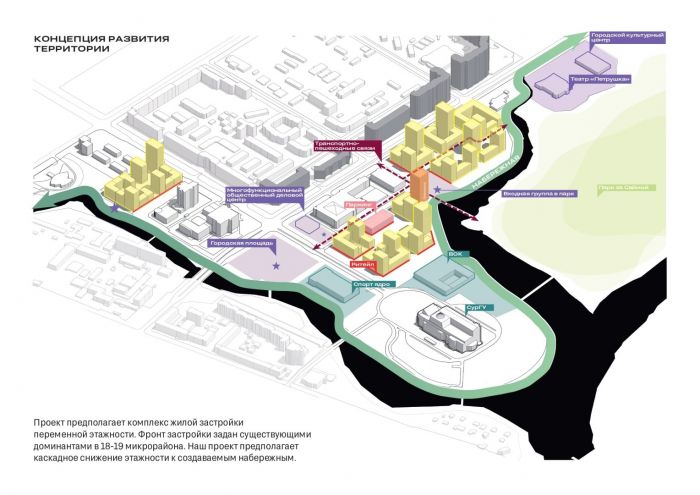 КОНЦЕПЦИЯ РАЗВИТИЯ
ТЕРРИТОРИИ
Городской культурный
центр
Театр «Петрушка»
Транспортно-
пешеходные связи
НАБЕРЕЖНАЯ
Парк за Саймой
Многофункциональный
общественный деловой
центр
Входная группа в парк
Паркинг
Городская площадь
Ритейл
ВОК
Спорт ядро
СурГУ
Проект предполагает комплекс жилой застройки
переменной этажности. Фронт застройки задан существующими
доминантами в 18-19 микрорайона. Наш проект предполагает
каскадное снижение этажности к создаваемым набережным.